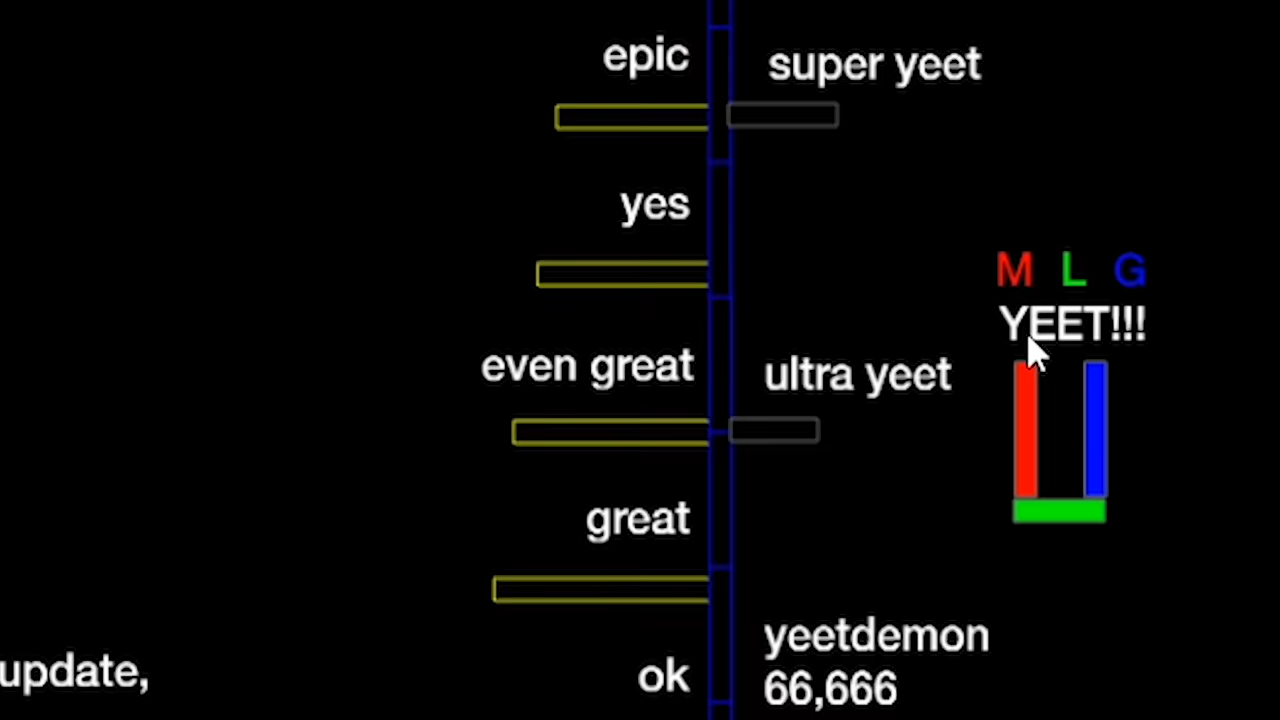 epic
super yeet
yes
M L G
YEET!!!
even great
ultra yeet
great
yeetdemon
update,
ok
66,666